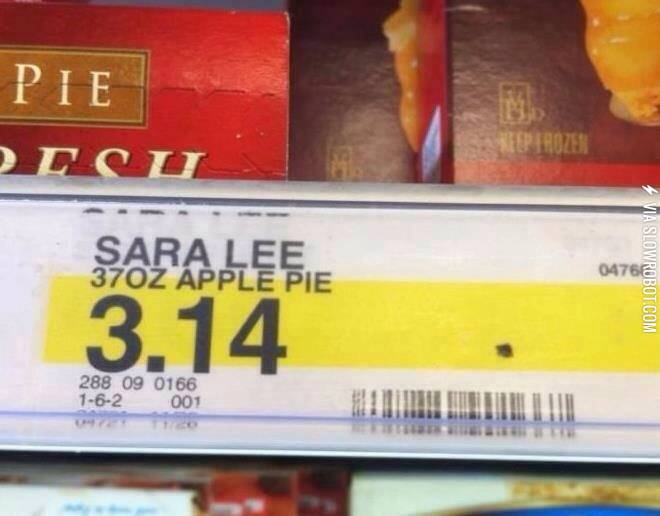 PIE
KEEP FROZEN
SARA LEE
37OZ APPLE PIE
3.14
288 09 0166
1-6-2 001
VIA SLOWROBOT.COM